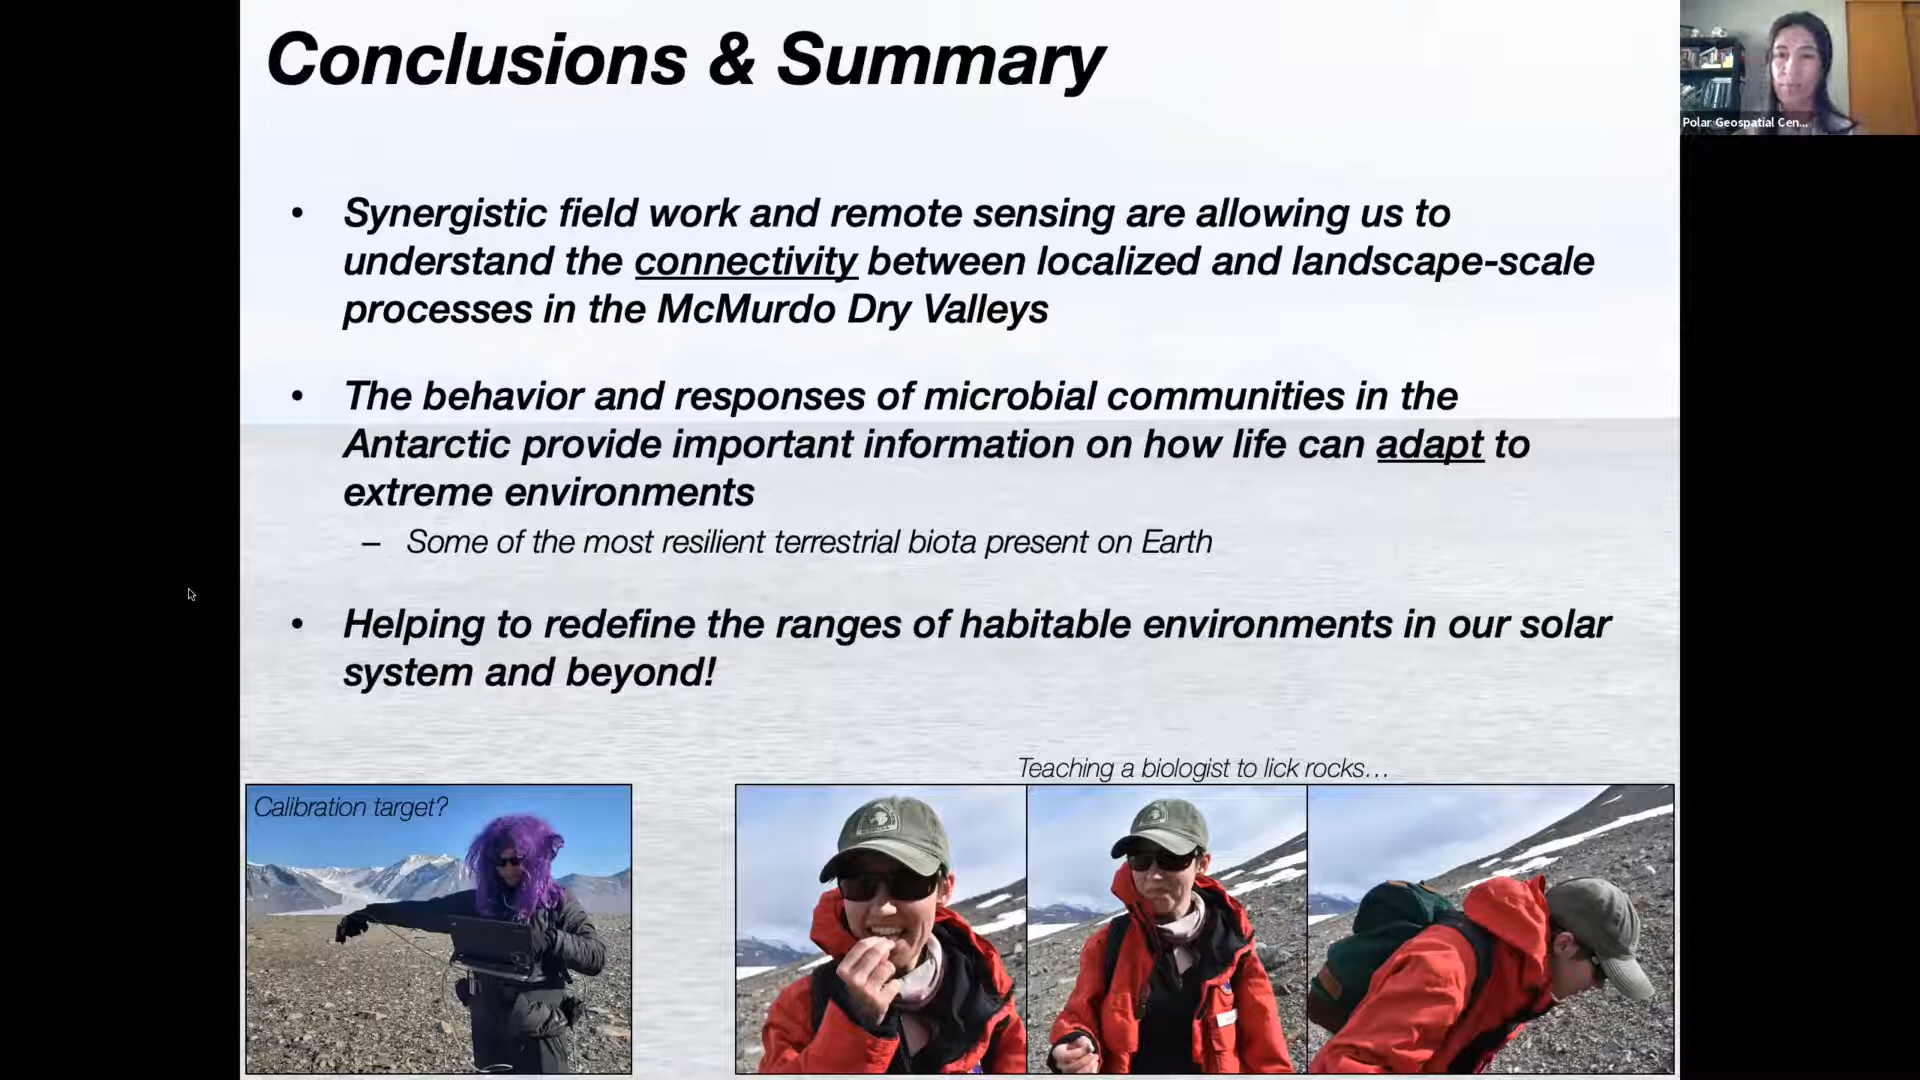 Conclusions & Summary
Polar Geospatial Cen...
• Synergistic field work and remote sensing are allowing us to
understand the connectivity between localized and landscape-scale
processes in the McMurdo Dry Valleys
• The behavior and responses of microbial communities in the
Antarctic provide important information on how life can adapt to
extreme environments
– Some of the most resilient terrestrial biota present on Earth
• Helping to redefine the ranges of habitable environments in our solar
system and beyond!
Teaching a biologist to lick rocks…
Calibration target?